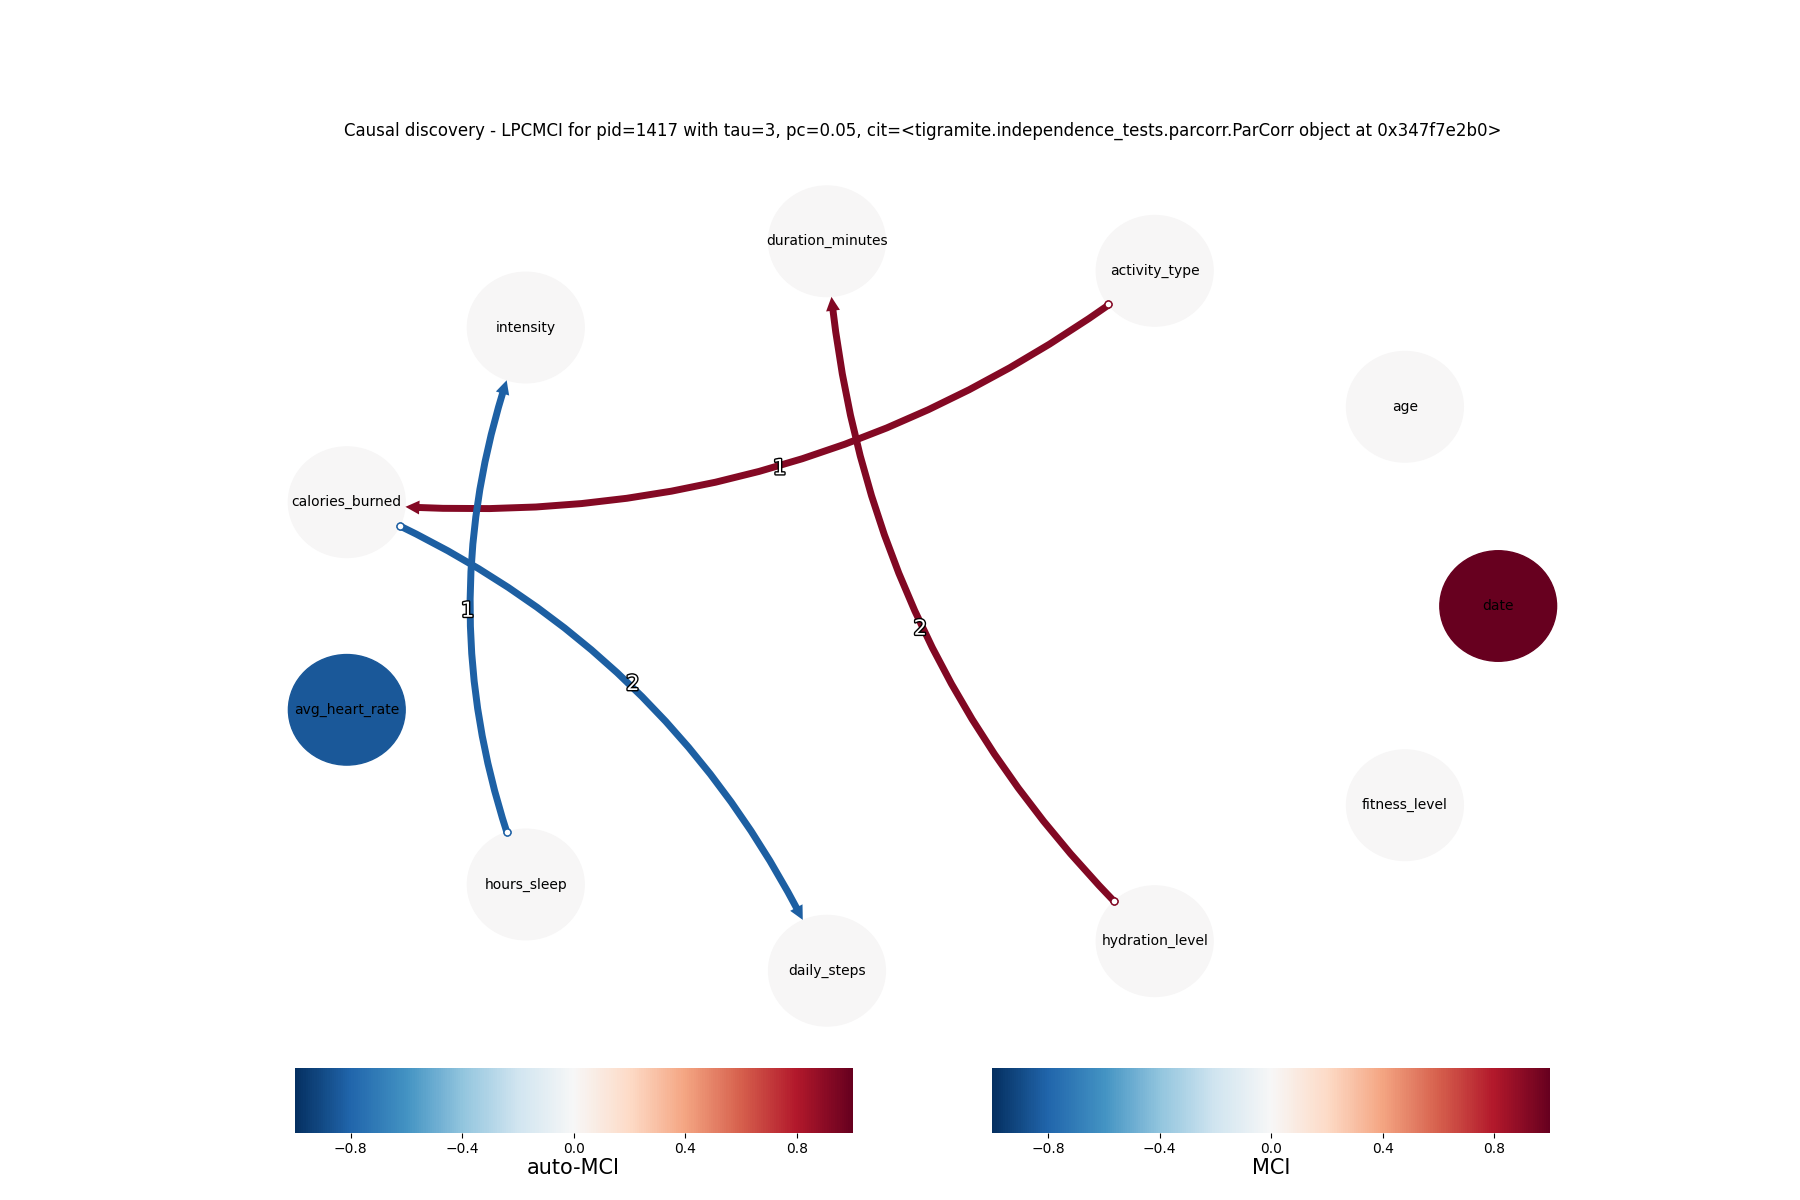 Causal discovery - LPCMCI for pid=1417 with tau=3, pc=0.05, cit=<tigramite.independence_tests.parcorr.ParCorr object at 0x347f7e2b0>
duration_minutes
activity_type
intensity
age
1
calories_burned
date
1
2
2
avg_heart_rate
fitness_level
hours_sleep
hydration_level
daily_steps
−0.8 −0.4 0.0 0.4 0.8
auto-MCI
−0.8 −0.4 0.0 0.4 0.8
MCI